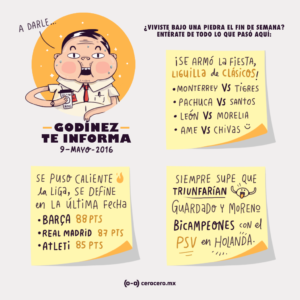 A DARLE...
GODÍNEZ
TE INFORMA
9-MAYO-2016
¿VIVISTE BAJO UNA PIEDRA EL FIN DE SEMANA?
ENTÉRATE DE TODO LO QUE PASÓ AQUÍ:
¡SE ARMÓ LA FIESTA,
LIGUILLA de CLÁSICOS!
• MONTERREY VS TIGRES
• PACHUCA VS SANTOS
• LEÓN VS MORELIA
• AME VS CHIVAS
SE PUSO CALIENTE
la LIGA, SE DEFINE
en LA ÚLTIMA FECHA
• BARÇA 88 PTS
• REAL MADRID 87 PTS
• ATLETI 85 PTS
SIEMPRE SUPE QUE
TRIUNFARÍAN
GUARDADO y MORENO
BICAMPEONES con el
PSV en HOLANDA.
cerocero.mx